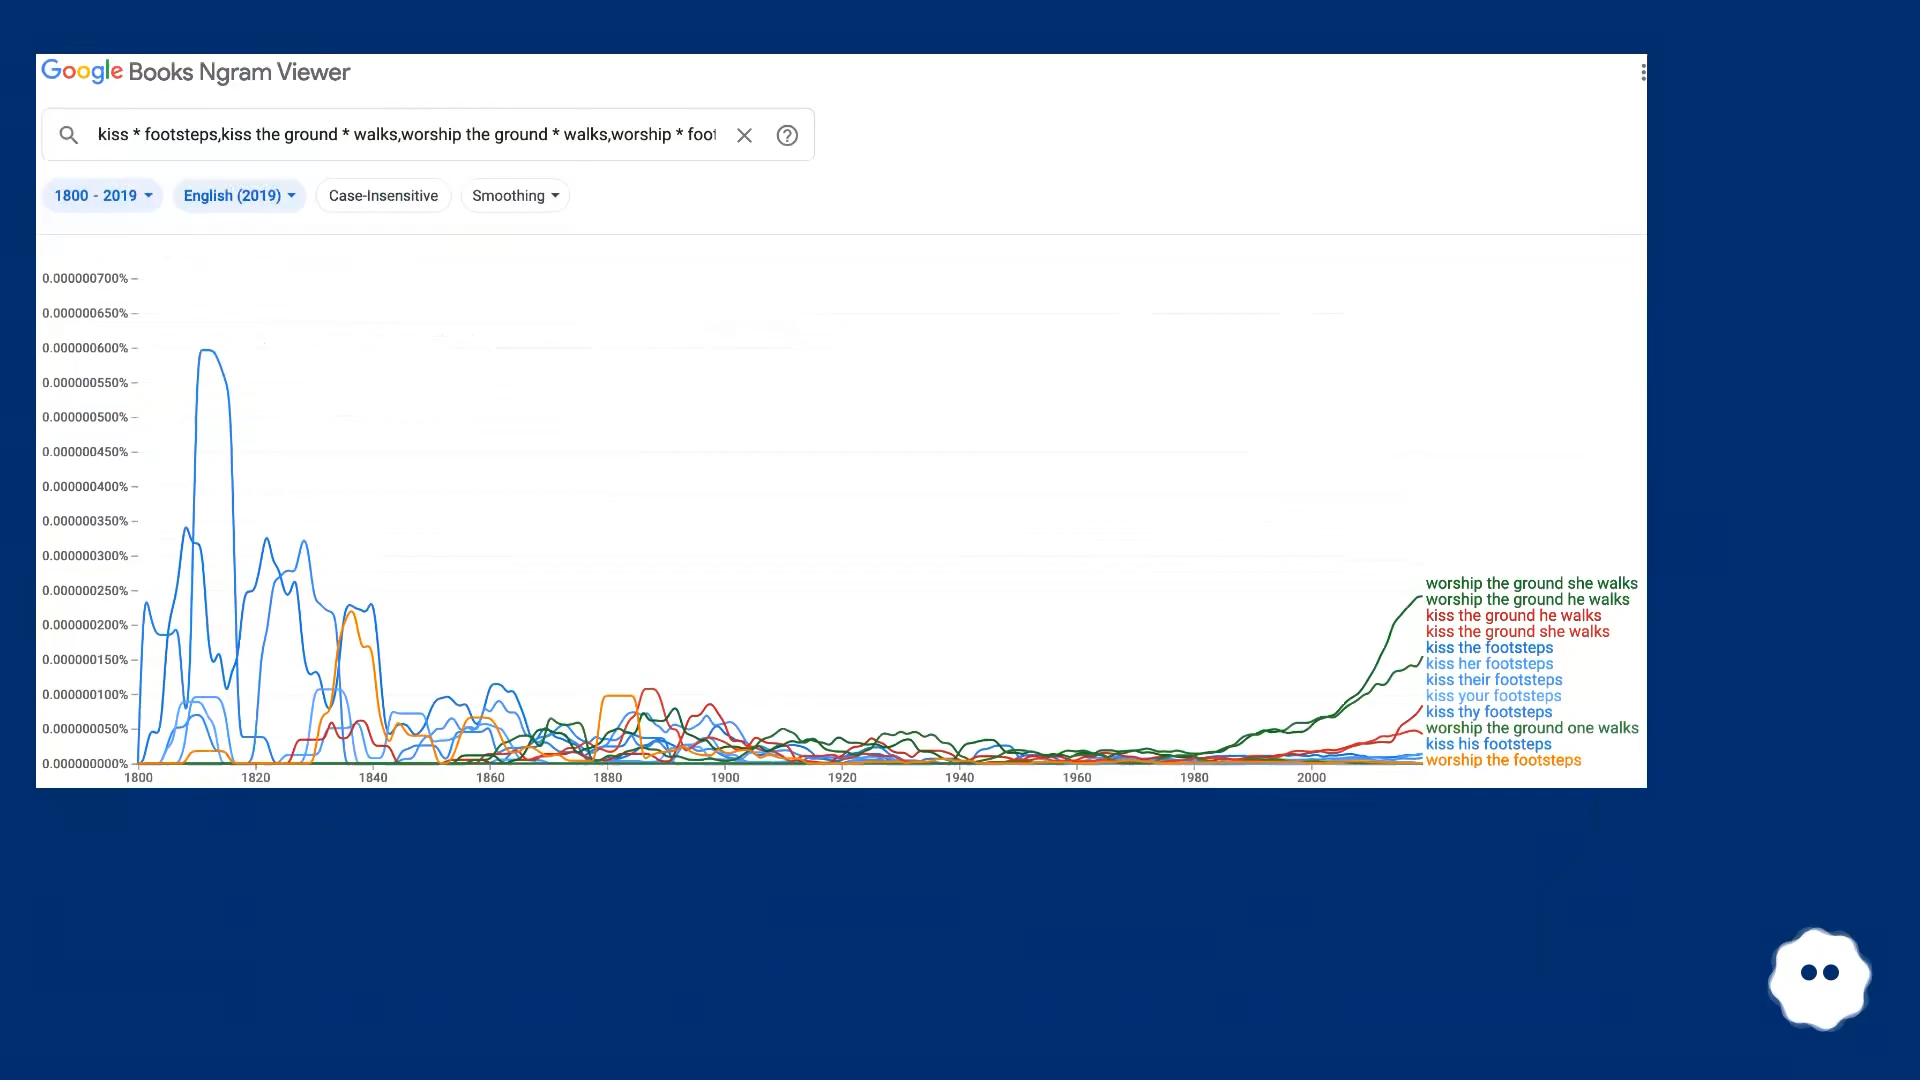 Google Books Ngram Viewer
kiss * footsteps,kiss the ground * walks,worship the ground * walks,worship * foot
1800 - 2019
English (2019)
Case-Insensitive
Smoothing
0.000000700%
0.000000650%
0.000000600%
0.000000550%
0.000000500%
0.000000450%
0.000000400%
0.000000350%
0.000000300%
0.000000250%
0.000000200%
0.000000150%
0.000000100%
0.000000050%
0.000000000%
worship the ground she walks
worship the ground he walks
kiss the ground he walks
kiss the ground she walks
kiss the footsteps
kiss her footsteps
kiss their footsteps
kiss your footsteps
kiss thy footsteps
worship the ground one walks
kiss his footsteps
worship the footsteps
1800 1820 1840 1860 1880 1900 1920 1940 1960 1980 2000